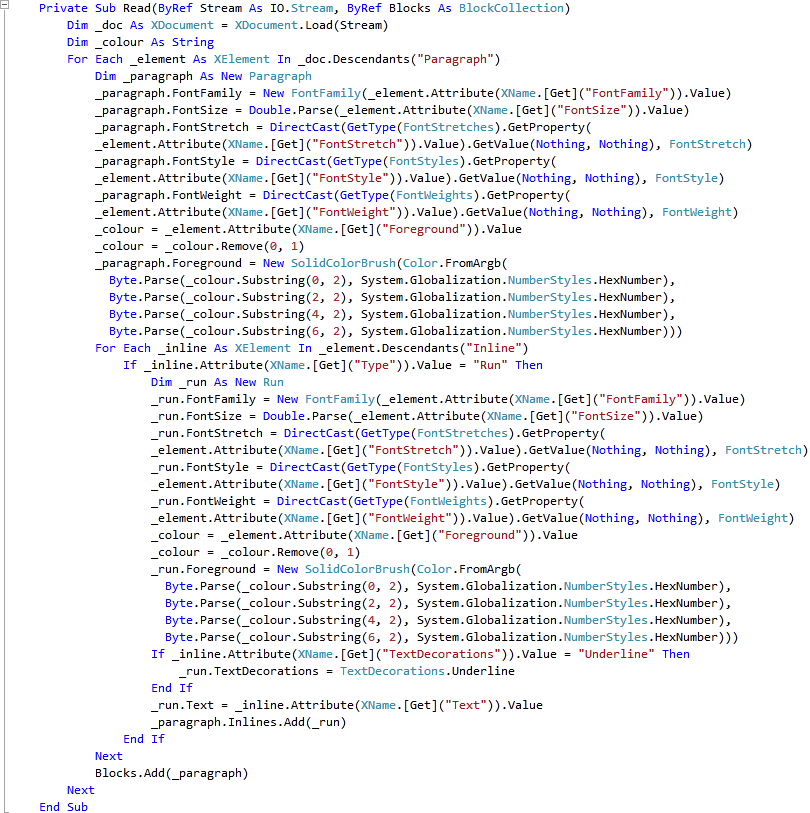 Private Sub Read(ByRef Stream As IO.Stream, ByRef Blocks As BlockCollection)
    Dim _doc As XDocument = XDocument.Load(Stream)
    Dim _colour As String
    For Each _element As XElement In _doc.Descendants("Paragraph")
        Dim _paragraph As New Paragraph
        _paragraph.FontFamily = New FontFamily(_element.Attribute(XName.[Get]("FontFamily")).Value)
        _paragraph.FontSize = Double.Parse(_element.Attribute(XName.[Get]("FontSize")).Value)
        _paragraph.FontStretch = DirectCast(GetType(FontStretches).GetProperty(
        _element.Attribute(XName.[Get]("FontStretch")).Value).GetValue(Nothing, Nothing), FontStretch)
        _paragraph.FontStyle = DirectCast(GetType(FontStyles).GetProperty(
        _element.Attribute(XName.[Get]("FontStyle")).Value).GetValue(Nothing, Nothing), FontStyle)
        _paragraph.FontWeight = DirectCast(GetType(FontWeights).GetProperty(
        _element.Attribute(XName.[Get]("FontWeight")).Value).GetValue(Nothing, Nothing), FontWeight)
        _colour = _element.Attribute(XName.[Get]("Foreground")).Value
        _colour = _colour.Remove(0, 1)
        _paragraph.Foreground = New SolidColorBrush(Color.FromArgb(
          Byte.Parse(_colour.Substring(0, 2), System.Globalization.NumberStyles.HexNumber),
          Byte.Parse(_colour.Substring(2, 2), System.Globalization.NumberStyles.HexNumber),
          Byte.Parse(_colour.Substring(4, 2), System.Globalization.NumberStyles.HexNumber),
          Byte.Parse(_colour.Substring(6, 2), System.Globalization.NumberStyles.HexNumber)))
        For Each _inline As XElement In _element.Descendants("Inline")
            If _inline.Attribute(XName.[Get]("Type")).Value = "Run" Then
                Dim _run As New Run
                _run.FontFamily = New FontFamily(_element.Attribute(XName.[Get]("FontFamily")).Value)
                _run.FontSize = Double.Parse(_element.Attribute(XName.[Get]("FontSize")).Value)
                _run.FontStretch = DirectCast(GetType(FontStretches).GetProperty(
                _element.Attribute(XName.[Get]("FontStretch")).Value).GetValue(Nothing, Nothing), FontStretch)
                _run.FontStyle = DirectCast(GetType(FontStyles).GetProperty(
                _element.Attribute(XName.[Get]("FontStyle")).Value).GetValue(Nothing, Nothing), FontStyle)
                _run.FontWeight = DirectCast(GetType(FontWeights).GetProperty(
                _element.Attribute(XName.[Get]("FontWeight")).Value).GetValue(Nothing, Nothing), FontWeight)
                _colour = _element.Attribute(XName.[Get]("Foreground")).Value
                _colour = _colour.Remove(0, 1)
                _run.Foreground = New SolidColorBrush(Color.FromArgb(
                  Byte.Parse(_colour.Substring(0, 2), System.Globalization.NumberStyles.HexNumber),
                  Byte.Parse(_colour.Substring(2, 2), System.Globalization.NumberStyles.HexNumber),
                  Byte.Parse(_colour.Substring(4, 2), System.Globalization.NumberStyles.HexNumber),
                  Byte.Parse(_colour.Substring(6, 2), System.Globalization.NumberStyles.HexNumber)))
                If _inline.Attribute(XName.[Get]("TextDecorations")).Value = "Underline" Then
                    _run.TextDecorations = TextDecorations.Underline
                End If
                _run.Text = _inline.Attribute(XName.[Get]("Text")).Value
                _paragraph.Inlines.Add(_run)
            End If
        Next
        Blocks.Add(_paragraph)
    Next
End Sub